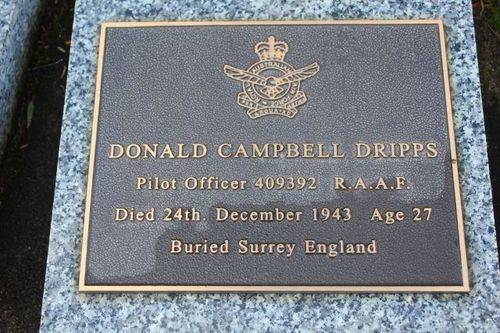 DONALD CAMPBELL DRIPPS
Pilot Officer 409392 R.A.A.F.
Died 24th. December 1943 Age 27
Buried Surrey England